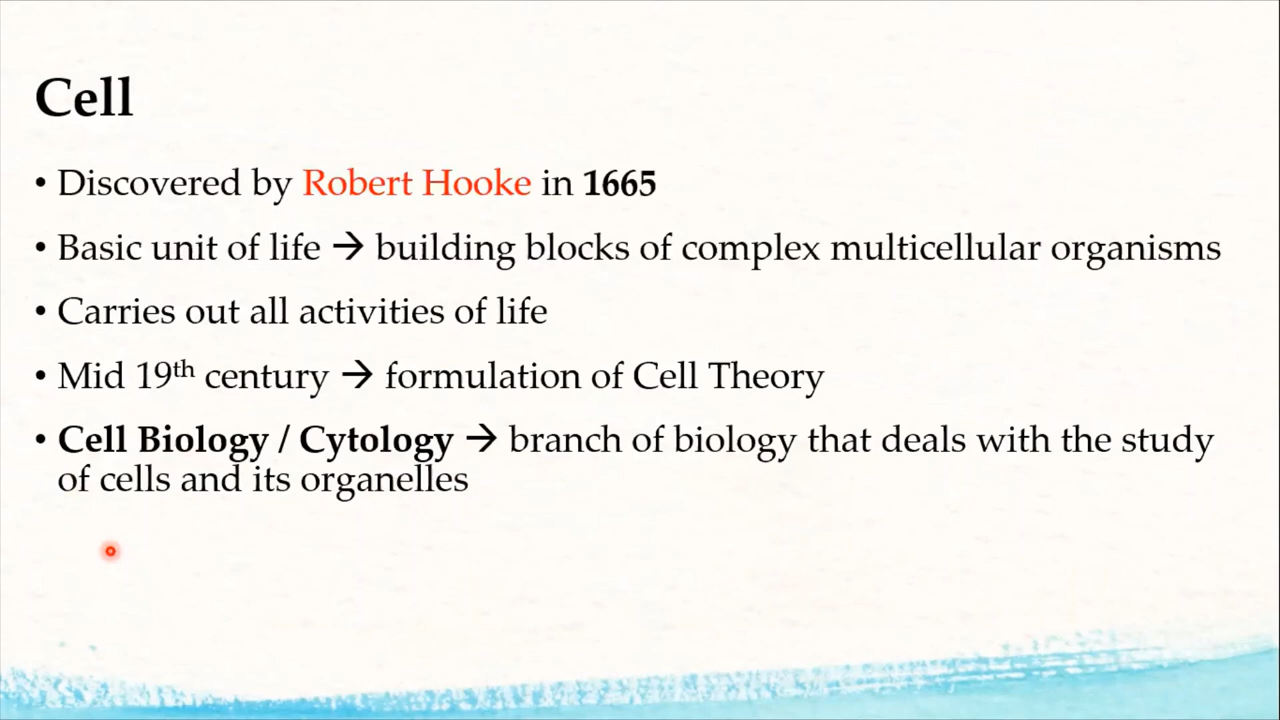 Cell
• Discovered by Robert Hooke in 1665
• Basic unit of life → building blocks of complex multicellular organisms
• Carries out all activities of life
• Mid 19th century → formulation of Cell Theory
• Cell Biology / Cytology → branch of biology that deals with the study
of cells and its organelles